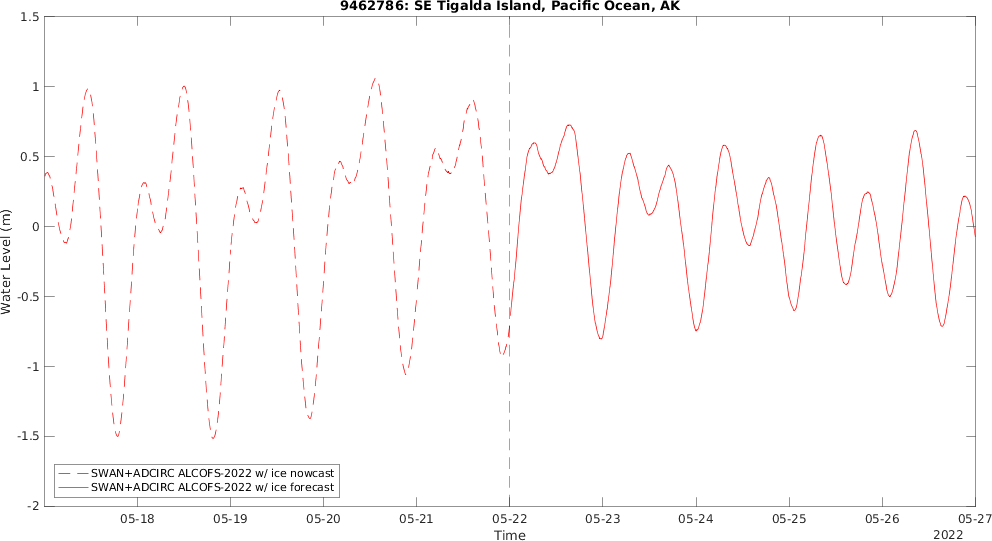 9462786: SE Tigalda Island, Pacific Ocean, AK
1.5
1
0.5
0
-0.5
-1
-1.5
-2
Water Level (m)
SWAN+ADCIRC ALCOFS-2022 w/ ice nowcast
SWAN+ADCIRC ALCOFS-2022 w/ ice forecast
05-18 05-19 05-20 05-21 05-22 05-23 05-24 05-25 05-26 05-27
Time
2022